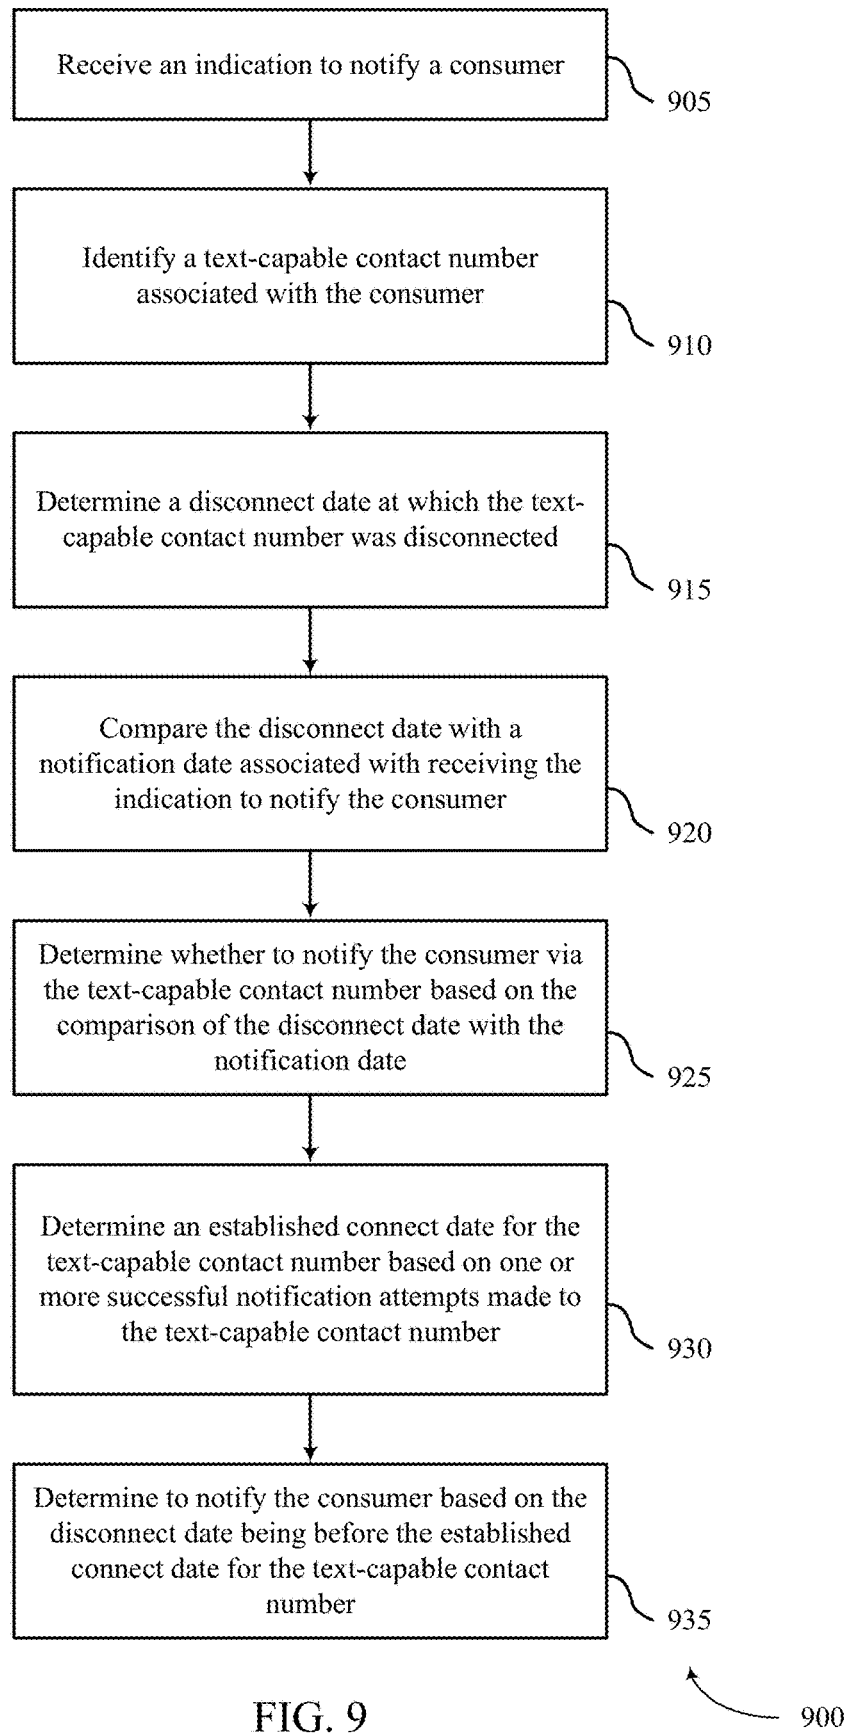 Receive an indication to notify a consumer
905
Identify a text-capable contact number
associated with the consumer
910
Determine a disconnect date at which the text-
capable contact number was disconnected
915
Compare the disconnect date with a
notification date associated with receiving the
indication to notify the consumer
920
Determine whether to notify the consumer via
the text-capable contact number based on the
comparison of the disconnect date with the
notification date
925
Determine an established connect date for the
text-capable contact number based on one or
more successful notification attempts made to
the text-capable contact number
930
Determine to notify the consumer based on the
disconnect date being before the established
connect date for the text-capable contact
number
935
FIG. 9
900